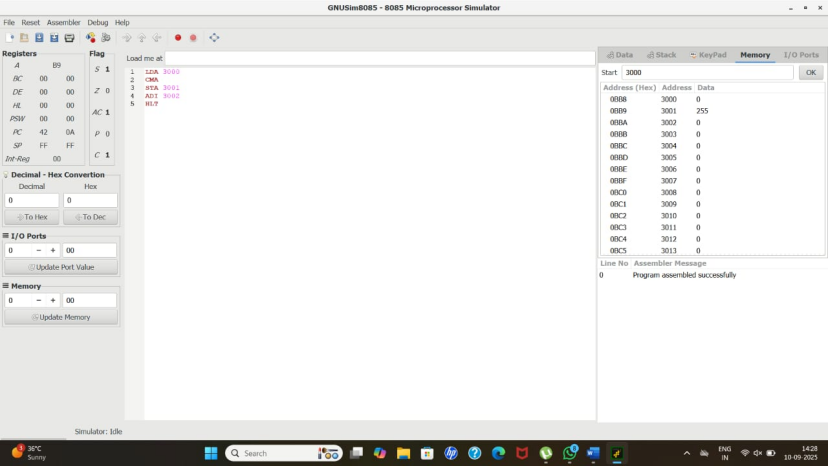 GNUSim8085 - 8085 Microprocessor Simulator
File Reset Assembler Debug Help
Registers
A B9
BC 00 00
DE 00 00
HL 00 00
PSW 00 00
PC 42 0A
SP FF FF
Int-Reg 00
Flag
S 1
Z 0
AC 1
P 0
C 1
Decimal - Hex Convertion
Decimal Hex
0 0
To Hex To Dec
I/O Ports
0 - + 00
Update Port Value
Memory
0 - + 00
Update Memory
Load me at
1 LDA 3000
2 CMA
3 STA 3001
4 ADI 3002
5 HLT
Data Stack KeyPad Memory I/O Ports
Start 3000 OK
Address (Hex) Address Data
0BB8 3000 0
0BB9 3001 255
0BBA 3002 0
0BBB 3003 0
0BBC 3004 0
0BBD 3005 0
0BBE 3006 0
0BBF 3007 0
0BC0 3008 0
0BC1 3009 0
0BC2 3010 0
0BC3 3011 0
0BC4 3012 0
0BC5 3013 0
Line No Assembler Message
0 Program assembled successfully
Simulator: Idle
36°C
Sunny
Search
ENG
IN
14:28
10-09-2025